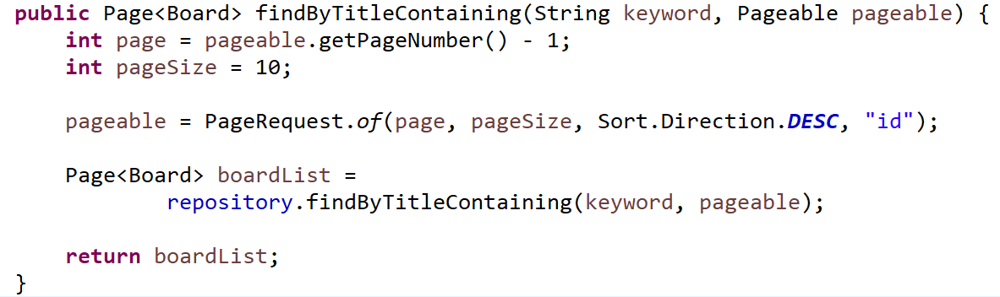 public Page<Board> findByTitleContaining(String keyword, Pageable pageable) {
    int page = pageable.getPageNumber() - 1;
    int pageSize = 10;

    pageable = PageRequest.of(page, pageSize, Sort.Direction.DESC, "id");

    Page<Board> boardList =
            repository.findByTitleContaining(keyword, pageable);

    return boardList;
}